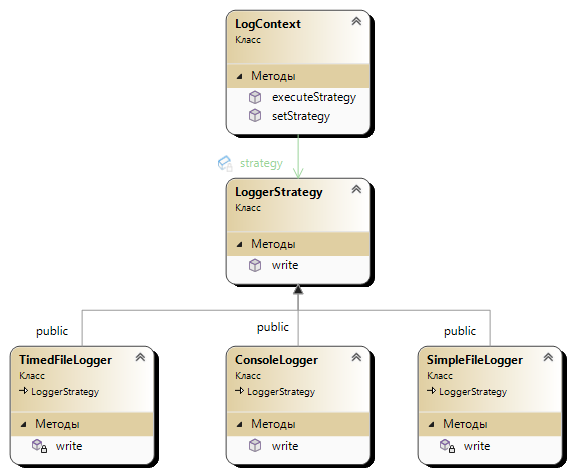 LogContext
Класс
Методы
executeStrategy
setStrategy
strategy
LoggerStrategy
Класс
Методы
write
public
public
public
TimedFileLogger
Класс
LoggerStrategy
Методы
write
ConsoleLogger
Класс
LoggerStrategy
Методы
write
SimpleFileLogger
Класс
LoggerStrategy
Методы
write